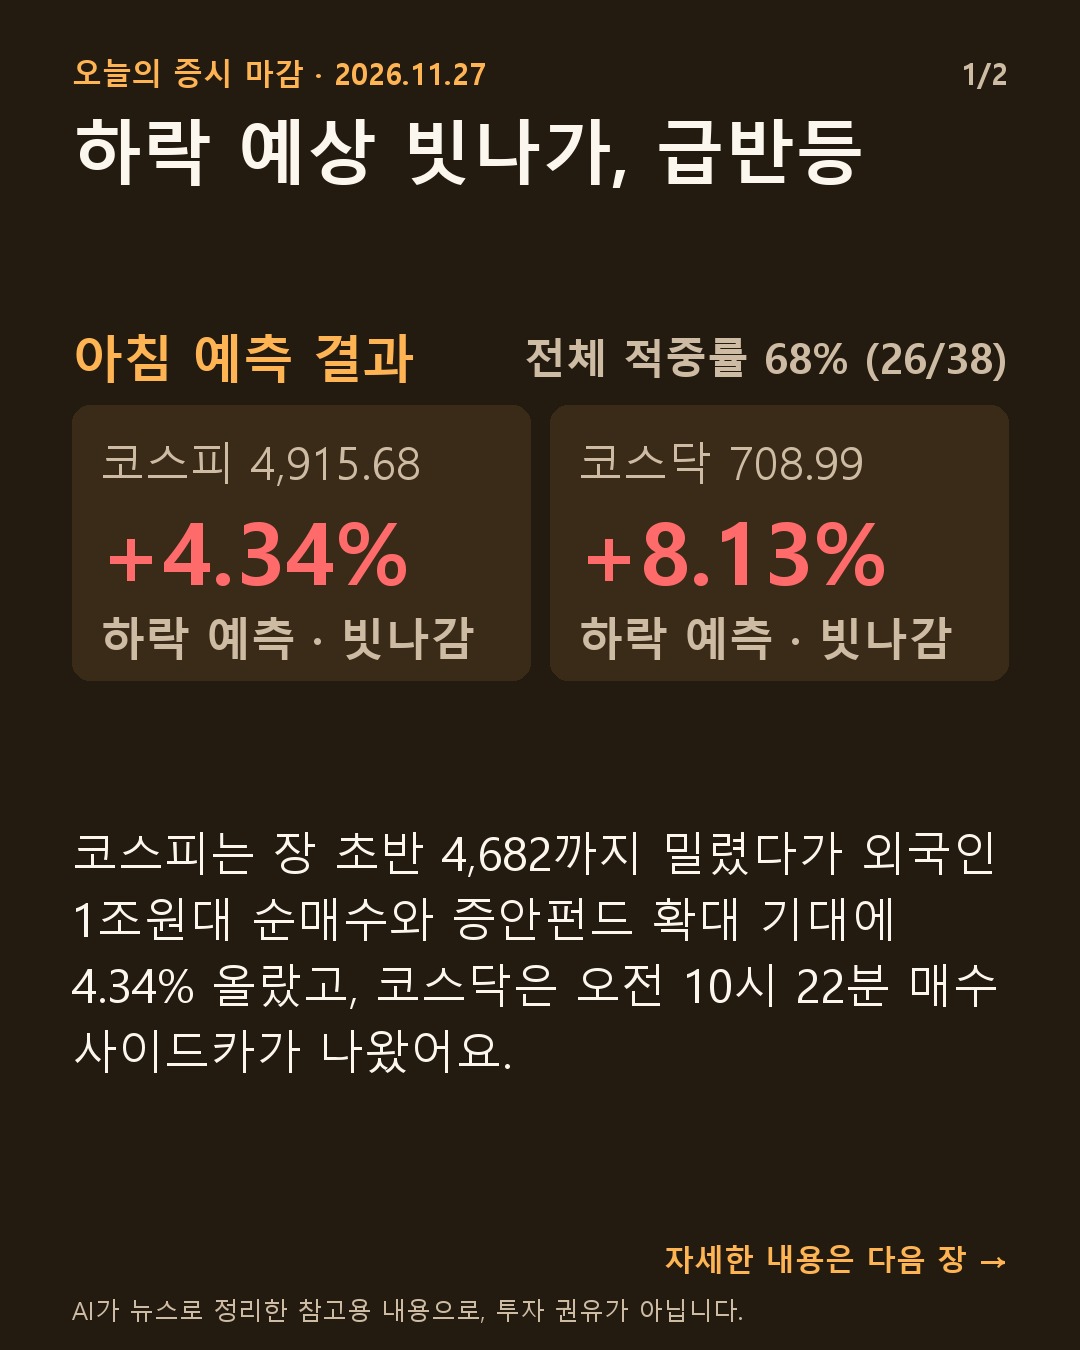 오늘의 증시 마감 · 2026.11.27
1/2
하락 예상 빗나가, 급반등
아침 예측 결과
전체 적중률 68% (26/38)
코스피 4,915.68
+4.34%
하락 예측 · 빗나감
코스닥 708.99
+8.13%
하락 예측 · 빗나감
코스피는 장 초반 4,682까지 밀렸다가 외국인
1조원대 순매수와 증안펀드 확대 기대에
4.34% 올랐고, 코스닥은 오전 10시 22분 매수
사이드카가 나왔어요.
자세한 내용은 다음 장 →
AI가 뉴스로 정리한 참고용 내용으로, 투자 권유가 아닙니다.